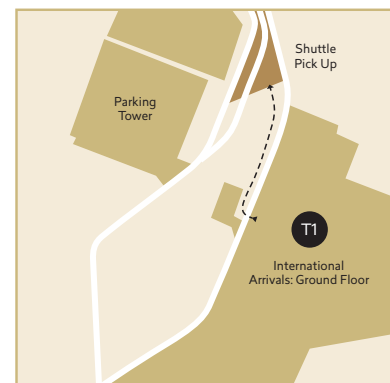 Shuttle
Pick Up
Parking
Tower
T1
International
Arrivals: Ground Floor